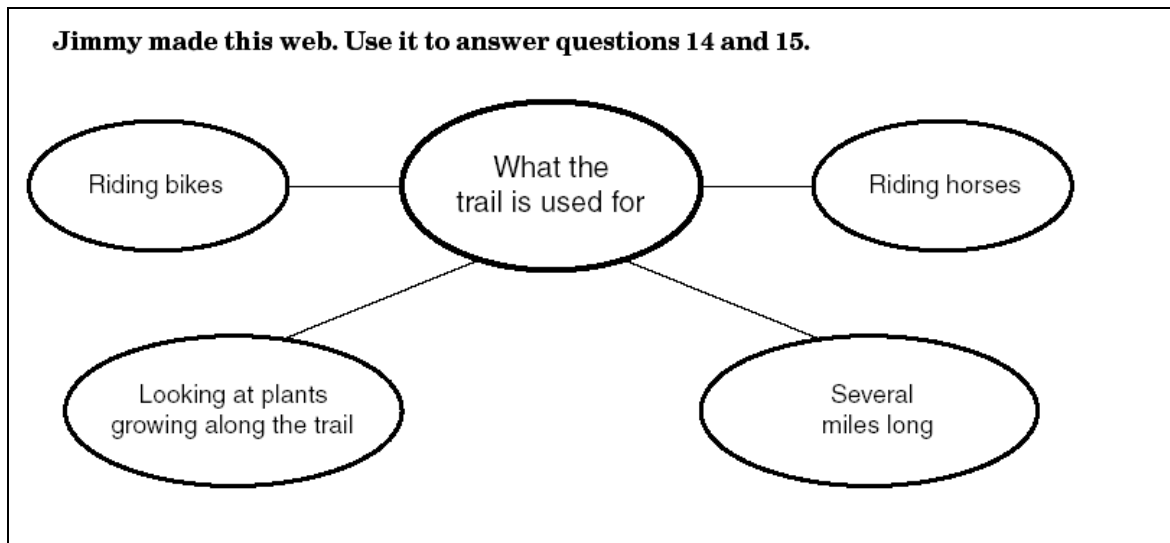 Jimmy made this web. Use it to answer questions 14 and 15.
What the
trail is used for
Riding bikes
Riding horses
Looking at plants
growing along the trail
Several
miles long